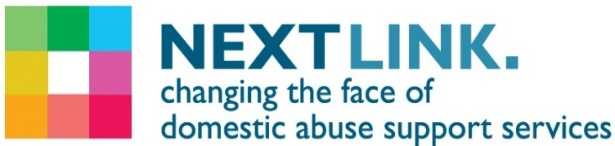 NEXTLINK.
changing the face of
domestic abuse support services